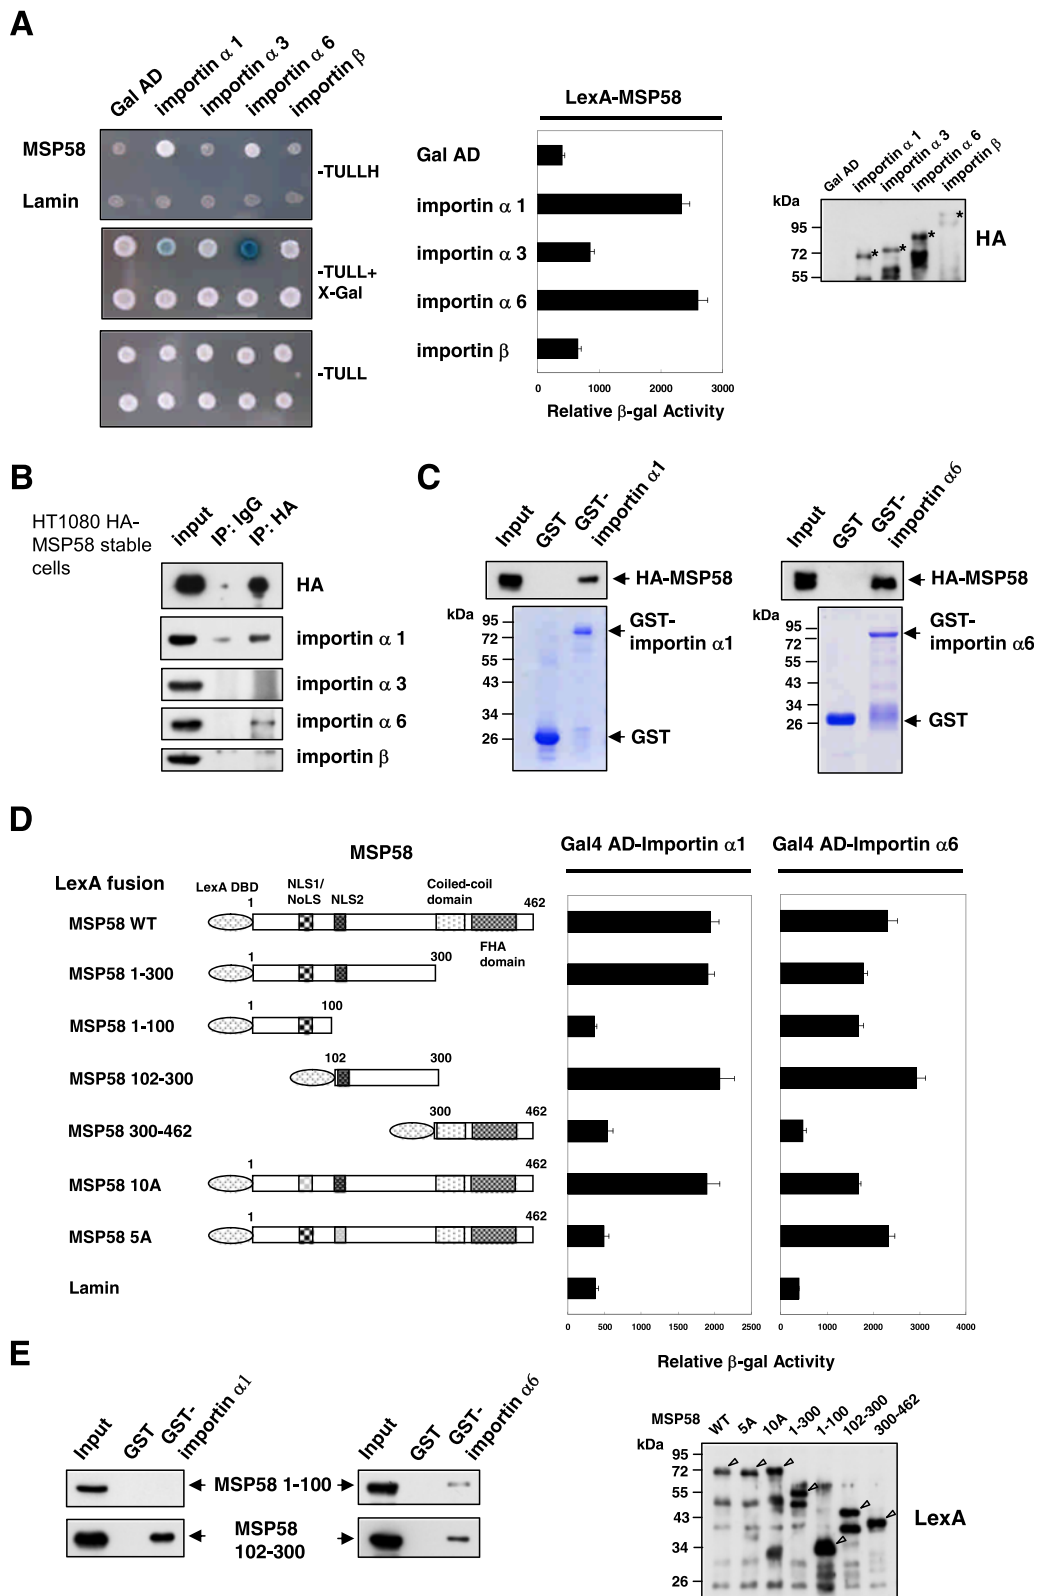 A
Gal AD
importin α 1
importin α 3
importin α 6
importin β
MSP58
Lamin
-TULLH
-TULL+
X-Gal
-TULL
LexA-MSP58
Gal AD
importin α 1
importin α 3
importin α 6
importin β
0 1000 2000 3000
Relative β-gal Activity
Gal AD
importin α 1
importin α 3
importin α 6
importin β
kDa
95
72
55
* * * *
HA
B
HT1080 HA-
MSP58 stable
cells
input
IP: IgG
IP: HA
HA
importin α 1
importin α 3
importin α 6
importin β
C
Input
GST
GST-
importin α1
HA-MSP58
kDa
95
72
55
43
34
26
GST-
importin α1
GST
Input
GST
GST-
importin α6
HA-MSP58
kDa
95
72
55
43
34
26
GST-
importin α6
GST
D
MSP58
Gal4 AD-Importin α1
Gal4 AD-Importin α6
LexA fusion
LexA DBD
NLS1/
NoLS
NLS2
Coiled-coil
domain
FHA
domain
MSP58 WT
1 462
MSP58 1-300
1 300
MSP58 1-100
1 100
MSP58 102-300
102 300
MSP58 300-462
300 462
MSP58 10A
1 462
MSP58 5A
1 462
Lamin
0 500 1000 1500 2000 2500
0 1000 2000 3000 4000
Relative β-gal Activity
E
Input
GST
GST-
importin α1
Input
GST
GST-
importin α6
MSP58 1-100
MSP58
102-300
MSP58
WT
5A
10A
1-300
1-100
102-300
300-462
kDa
95
72
55
43
34
26
LexA